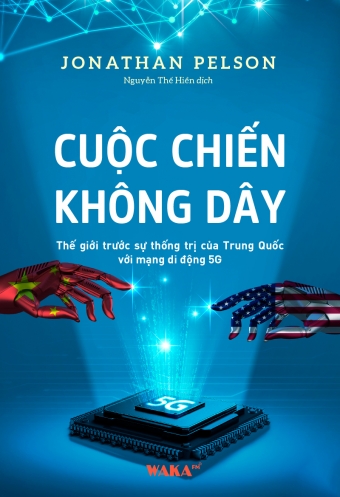 JONATHAN PELSON
Nguyễn Thế Hiển dịch
CUỘC CHIẾN
KHÔNG DÂY
Thế giới trước sự thống trị của Trung Quốc
với mạng di động 5G
5G
WAKA FM